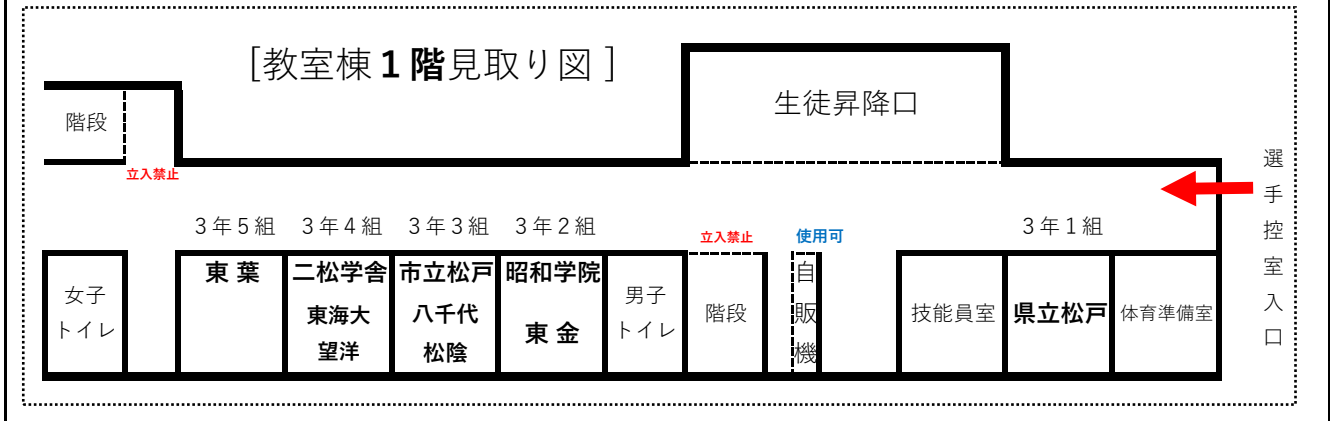 [教室棟１階見取り図 ]
生徒昇降口
階段
立入禁止
選手控室入口
３年５組 ３年４組 ３年３組 ３年２組 ３年１組
立入禁止
使用可
女子
トイレ
東 葉
二松学舎
東海大
望洋
市立松戸
八千代
松陰
昭和学院
東 金
男子
トイレ
階段
自販機
技能員室
県立松戸
体育準備室